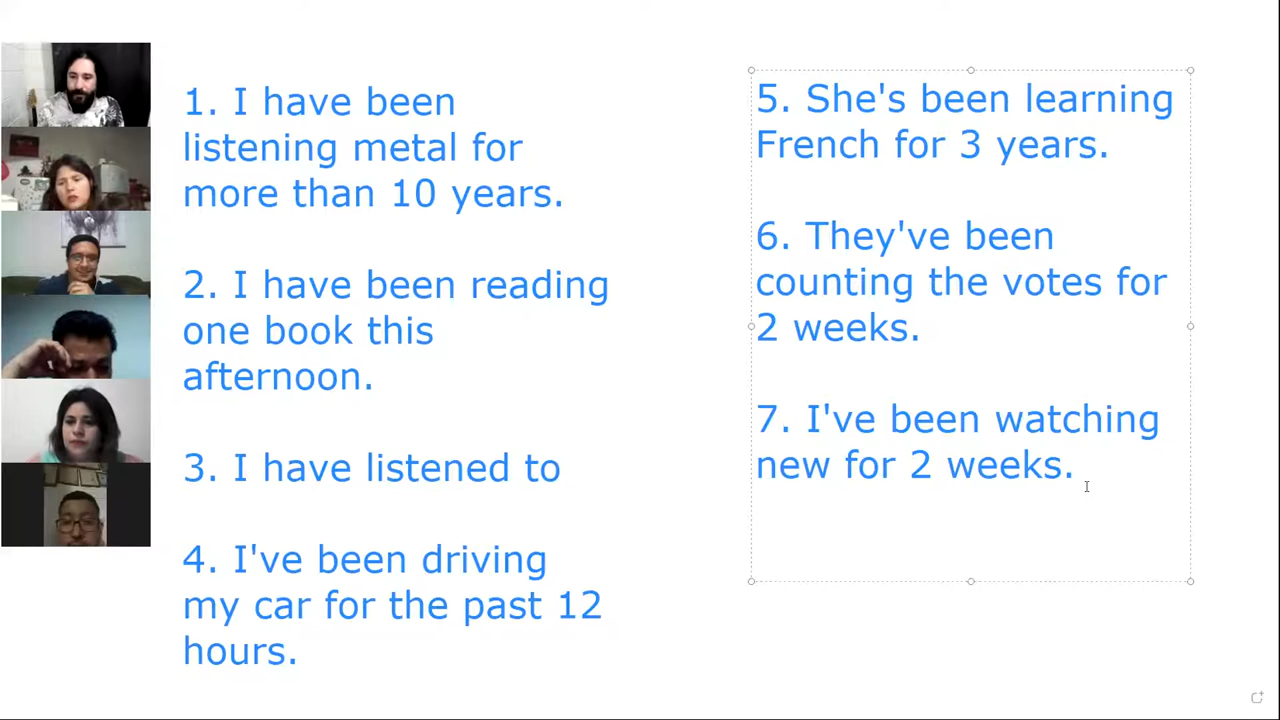 1. I have been
listening metal for
more than 10 years.
2. I have been reading
one book this
afternoon.
3. I have listened to
4. I've been driving
my car for the past 12
hours.
5. She's been learning
French for 3 years.
6. They've been
counting the votes for
2 weeks.
7. I've been watching
new for 2 weeks.